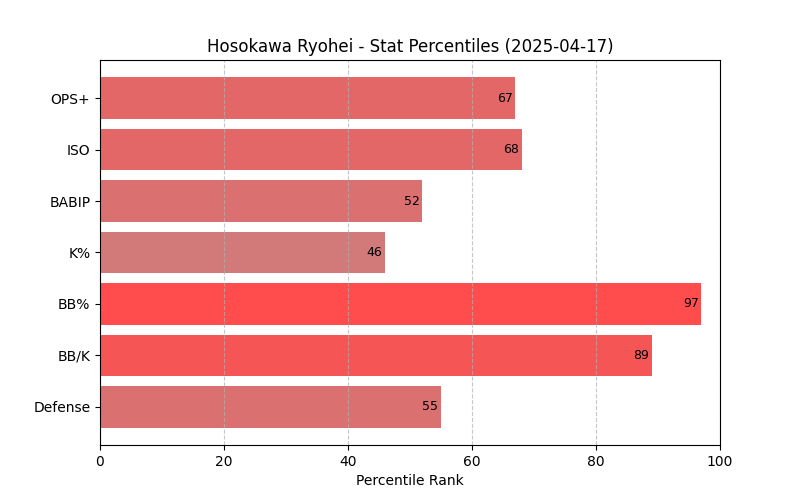 Hosokawa Ryohei - Stat Percentiles (2025-04-17)
OPS+ 67
ISO 68
BABIP 52
K% 46
BB% 97
BB/K 89
Defense 55
0 20 40 60 80 100
Percentile Rank